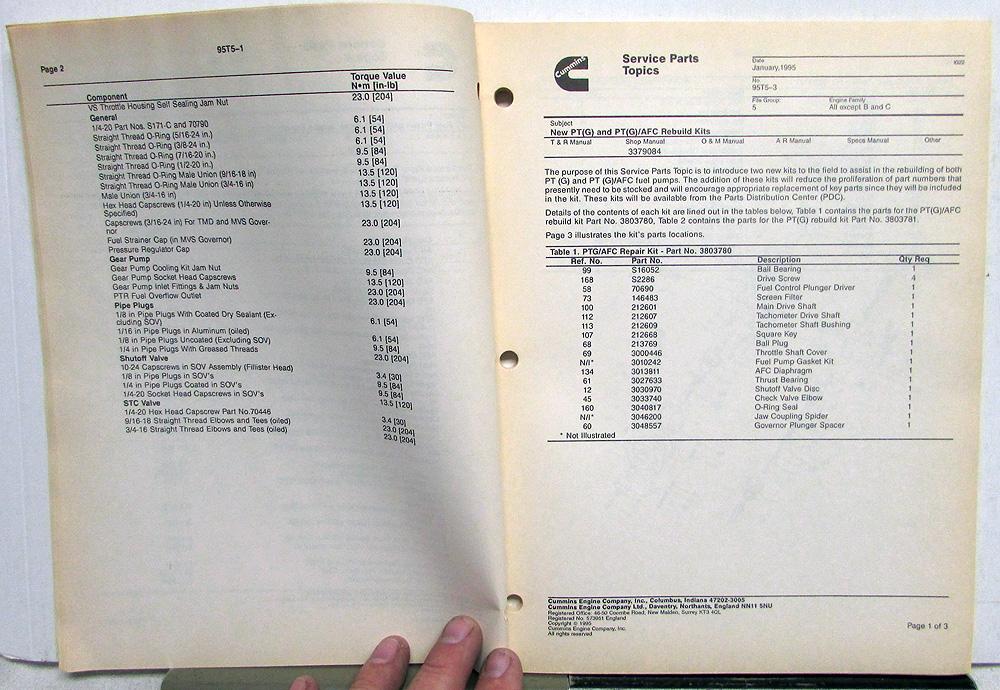 95T5-1
Page 2
Component Torque Value
N•m [in-lb]
VS Throttle Housing Self Sealing Jam Nut 23.0 [204]
General
1/4-20 Part Nos. S171-C and 70790 6.1 [54]
Straight Thread O-Ring (5/16-24 in.) 6.1 [54]
Straight Thread O-Ring (3/8-24 in.) 6.1 [54]
Straight Thread O-Ring (7/16-20 in.) 9.5 [84]
Straight Thread O-Ring (1/2-20 in.) 9.5 [84]
Straight Thread O-Ring Male Union (9/16-18 in) 13.5 [120]
Straight Thread O-Ring Male Union (3/4-16 in) 13.5 [120]
Male Union (3/4-16 in) 13.5 [120]
Hex Head Capscrews (1/4-20 in) Unless Otherwise 13.5 [120]
Specified)
Capscrews (3/16-24 in) For TMD and MVS Gover- 23.0 [204]
nor
Fuel Strainer Cap (in MVS Governor) 23.0 [204]
Pressure Regulator Cap 23.0 [204]
Gear Pump
Gear Pump Cooling Kit Jam Nut 9.5 [84]
Gear Pump Socket Head Capscrews 13.5 [120]
Gear Pump Inlet Fittings & Jam Nuts 23.0 [204]
PTR Fuel Overflow Outlet 23.0 [204]
Pipe Plugs
1/8 in Pipe Plugs With Coated Dry Sealant (Ex-
cluding SOV) 6.1 [54]
1/16 in Pipe Plugs in Aluminum (oiled)
1/8 in Pipe Plugs Uncoated (Excluding SOV) 6.1 [54]
1/4 in Pipe Plugs With Greased Threads 9.5 [84]
Shutoff Valve 23.0 [204]
10-24 Capscrews in SOV Assembly (Fillister Head)
1/8 in Pipe Plugs in SOV's 3.4 [30]
1/4 in Pipe Plugs Coated in SOV's 9.5 [84]
1/4-20 Socket Head Capscrews in SOV's 9.5 [84]
STC Valve 13.5 [120]
1/4-20 Hex Head Capscrew Part No.70446
9/16-18 Straight Thread Elbows and Tees (oiled) 3.4 [30]
3/4-16 Straight Thread Elbows and Tees (oiled) 23.0 [204]
23.0 [204]
Cummins
Service Parts
Topics
Date
January,1995
No.
95T5-3
File Group: Engine Family
5 All except B and C
Subject
New PT(G) and PT(G)/AFC Rebuild Kits
T & R Manual Shop Manual O & M Manual A R Manual Specs Manual Other
3379084
The purpose of this Service Parts Topic is to introduce two new kits to the field to assist in the rebuilding of both
PT (G) and PT (G)/AFC fuel pumps. The addition of these kits will reduce the proliferation of part numbers that
presently need to be stocked and will encourage appropriate replacement of key parts since they will be included
in the kit. These kits will be available from the Parts Distribution Center (PDC).
Details of the contents of each kit are lined out in the tables below, Table 1 contains the parts for the PT(G)/AFC
rebuild kit Part No. 3803780, Table 2 contains the parts for the PT(G) rebuild kit Part No. 3803781.
Page 3 illustrates the kit's parts locations.
Table 1. PTG/AFC Repair Kit - Part No. 3803780
Ref. No. Part No. Description Qty Req
99 S16052 Ball Bearing 1
168 S2286 Drive Screw 4
58 70690 Fuel Control Plunger Driver 1
73 146483 Screen Filter 1
100 212601 Main Drive Shaft 1
112 212607 Tachometer Drive Shaft 1
113 212609 Tachometer Shaft Bushing 1
107 212668 Square Key 1
68 213769 Ball Plug 1
69 3000446 Throttle Shaft Cover 1
N/I* 3010242 Fuel Pump Gasket Kit 1
134 3013911 AFC Diaphragm 1
61 3027633 Thrust Bearing 1
12 3030970 Shutoff Valve Disc 1
45 3033740 Check Valve Elbow 1
160 3040817 O-Ring Seal 1
N/I* 3046200 Jaw Coupling Spider 1
60 3048557 Governor Plunger Spacer 1
* Not Illustrated
Cummins Engine Company, Inc., Columbus, Indiana 47202-3005
Cummins Engine Company Ltd., Daventry, Northants, England NN11 5NU
Registered Office: 46-50 Coombe Road, New Malden, Surrey KT3 4QL
Registered No. 573951 England
Copyright © 1995
Cummins Engine Company, Inc.
All rights reserved
Page 1 of 3